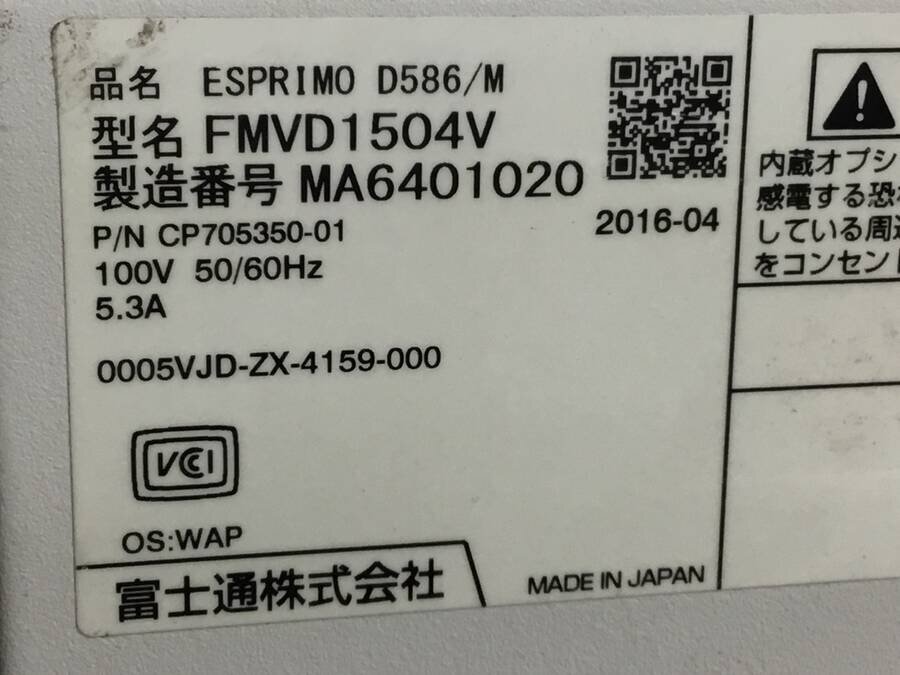 品名 ESPRIMO D586/M
型名 FMVD1504V
製造番号 MA6401020
P/N CP705350-01
2016-04
100V 50/60Hz
5.3A
0005VJD-ZX-4159-000
VCI
OS:WAP
富士通株式会社
MADE IN JAPAN
内蔵オプシ
感電する恐
している周
をコンセン